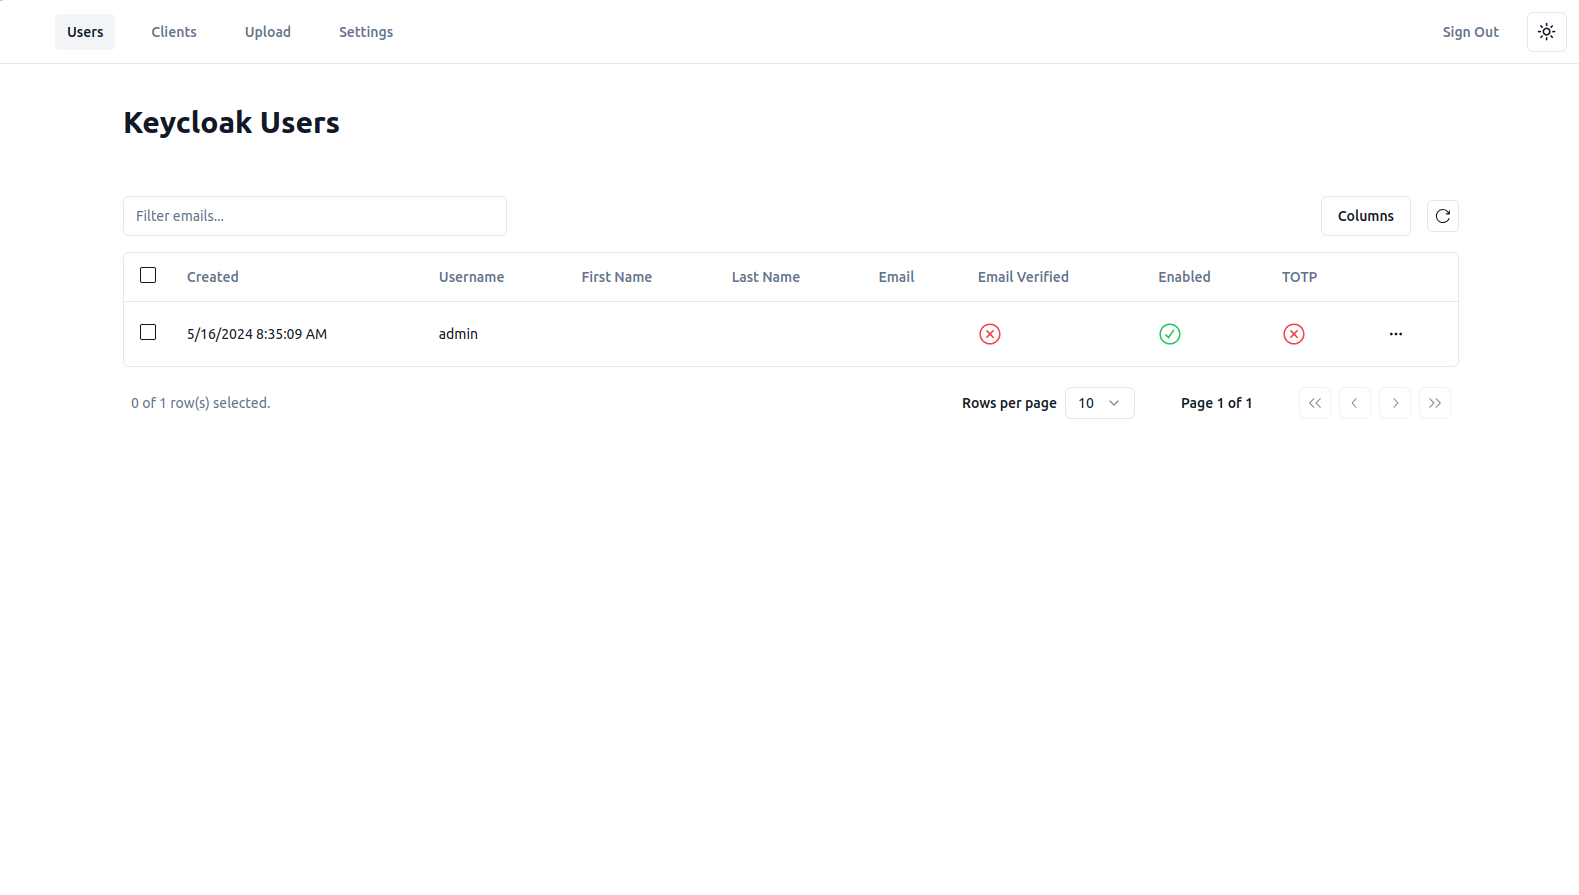 Users Clients Upload Settings Sign Out
Keycloak Users
Filter emails... Columns
Created Username First Name Last Name Email Email Verified Enabled TOTP
5/16/2024 8:35:09 AM admin ...
0 of 1 row(s) selected. Rows per page 10 Page 1 of 1